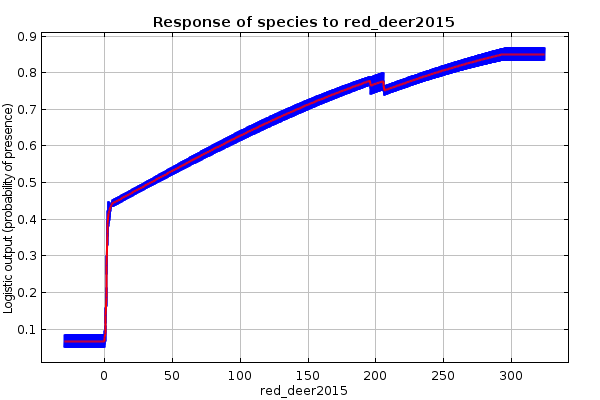 Response of species to red_deer2015
Logistic output (probability of presence)
0.9
0.8
0.7
0.6
0.5
0.4
0.3
0.2
0.1
0 50 100 150 200 250 300
red_deer2015